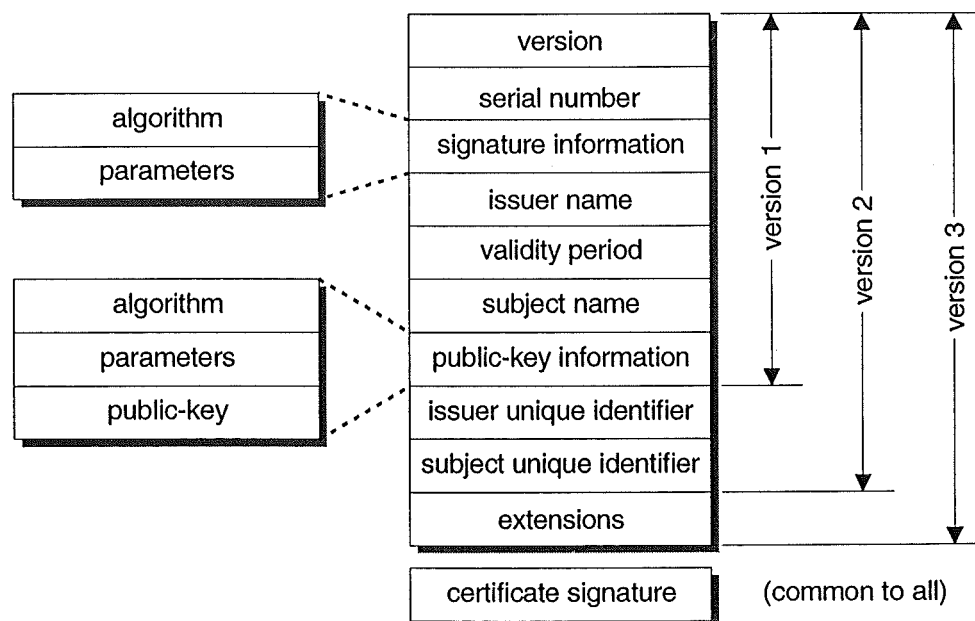 version
serial number
signature information
issuer name
validity period
subject name
public-key information
issuer unique identifier
subject unique identifier
extensions
certificate signature
(common to all)
algorithm
parameters
algorithm
parameters
public-key
version 1
version 2
version 3